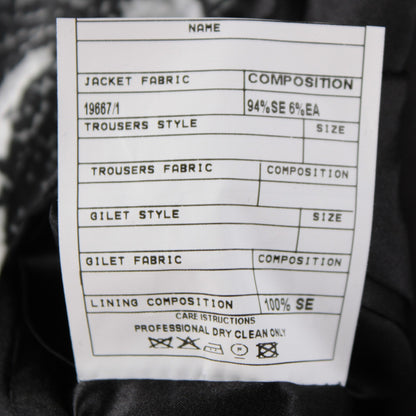 NAME
JACKET FABRIC COMPOSITION
19667/1 94%SE 6%EA
TROUSERS STYLE SIZE
TROUSERS FABRIC COMPOSITION
GILET STYLE SIZE
GILET FABRIC COMPOSITION
LINING COMPOSITION 100% SE
CARE ISTRUCTIONS
PROFESSIONAL DRY CLEAN ONLY
P